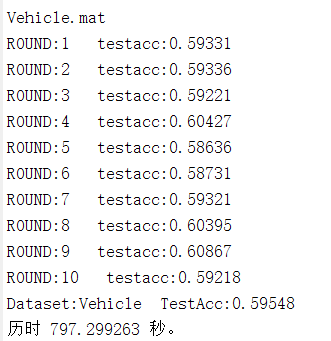 Vehicle.mat
ROUND:1   testacc:0.59331
ROUND:2   testacc:0.59336
ROUND:3   testacc:0.59221
ROUND:4   testacc:0.60427
ROUND:5   testacc:0.58636
ROUND:6   testacc:0.58731
ROUND:7   testacc:0.59321
ROUND:8   testacc:0.60395
ROUND:9   testacc:0.60867
ROUND:10   testacc:0.59218
Dataset:Vehicle  TestAcc:0.59548
历时 797.299263 秒。